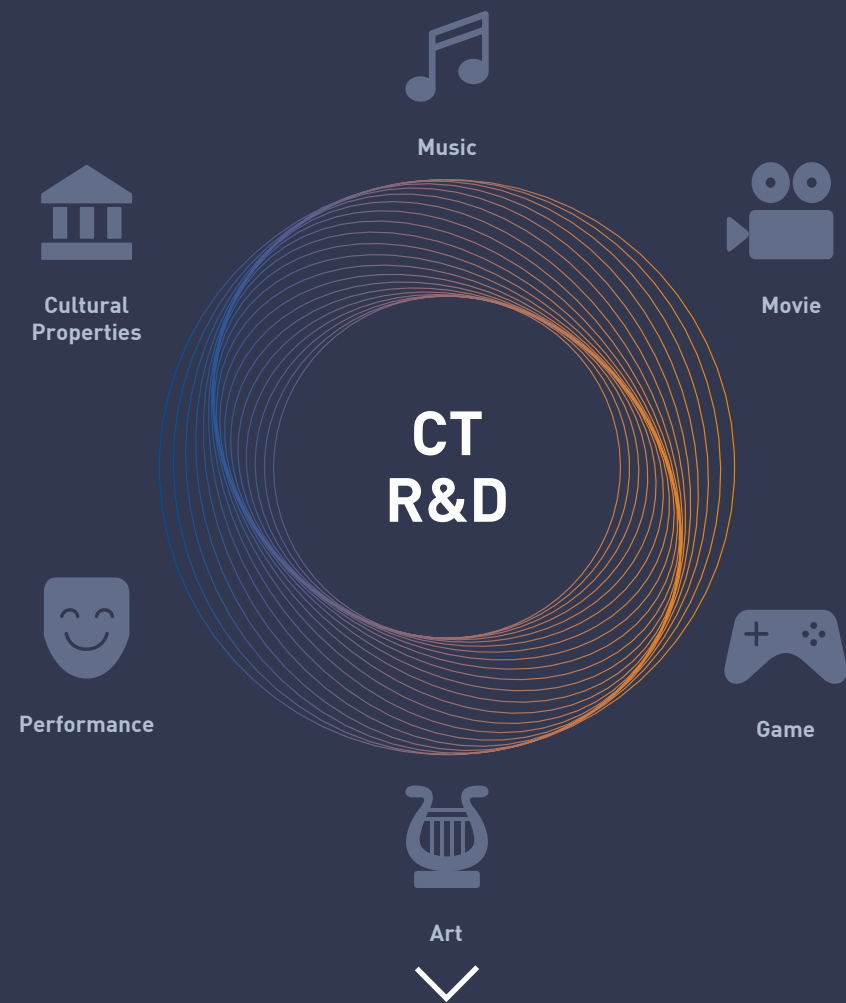 Music
Cultural
Properties
Movie
CT
R&D
Performance
Game
Art